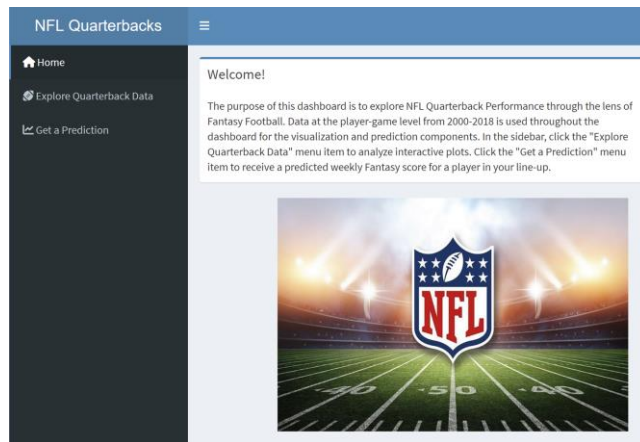 NFL Quarterbacks
Home
Explore Quarterback Data
Get a Prediction
Welcome!
The purpose of this dashboard is to explore NFL Quarterback Performance through the lens of
Fantasy Football. Data at the player-game level from 2000-2018 is used throughout the
dashboard for the visualization and prediction components. In the sidebar, click the "Explore
Quarterback Data" menu item to analyze interactive plots. Click the "Get a Prediction" menu
item to receive a predicted weekly Fantasy score for a player in your line-up.
NFL
-40 -50 -40